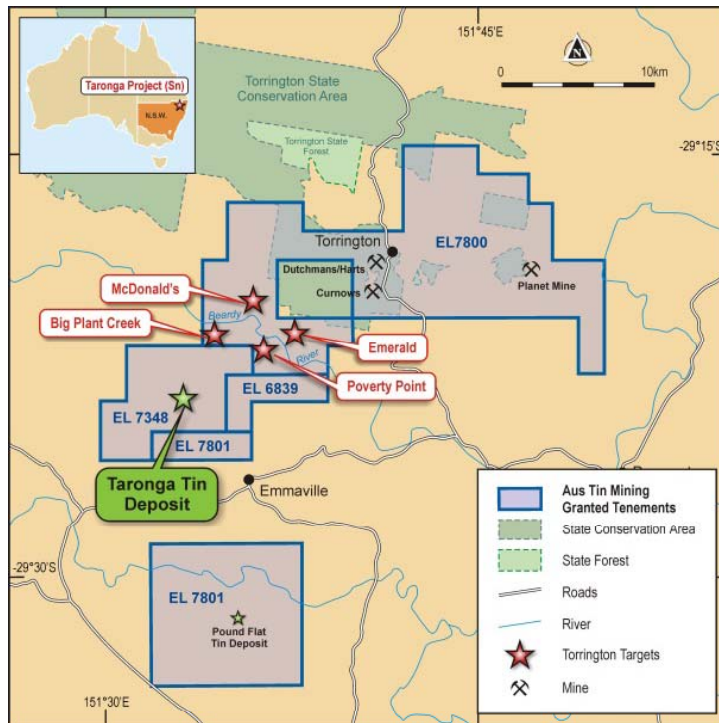 Taronga Project (Sn)
N.S.W.
151°45'E
0
10km
Torrington State
Conservation Area
Torrington State
Forest
-29°15'S
Torrington
EL7800
Dutchmans/Harts
Curnows
Planet Mine
McDonald's
Beardy
River
Big Plant Creek
Emerald
Poverty Point
EL 6839
EL 7348
EL 7801
Taronga Tin
Deposit
Emmaville
-29°30'S
EL 7801
Pound Flat
Tin Deposit
151°30'E
Aus Tin Mining
Granted Tenements
State Conservation Area
State Forest
Roads
River
Torrington Targets
Mine